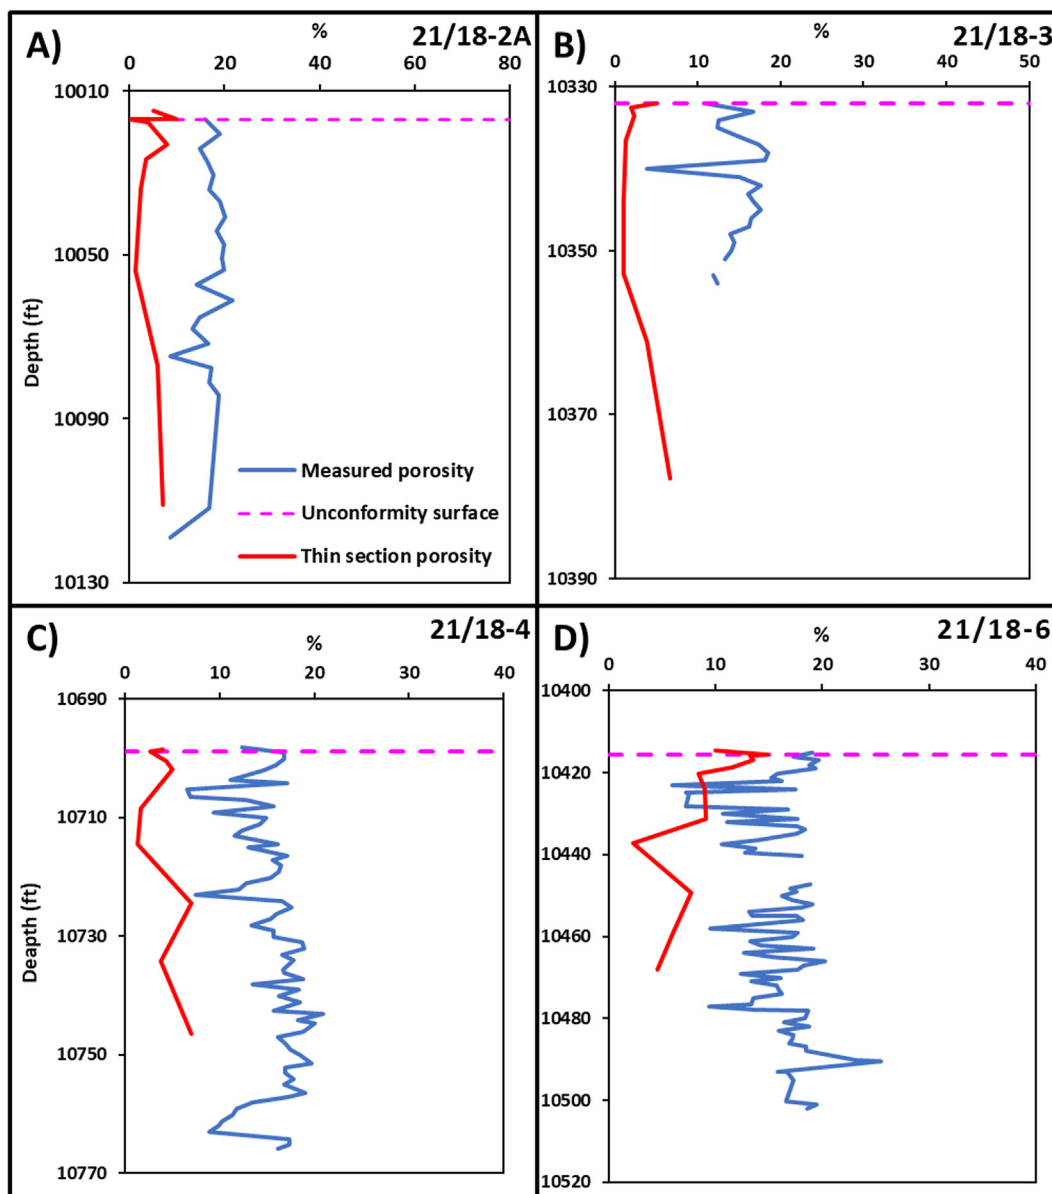 A) % 21/18-2A
0 20 40 60 80
10010
10050
10090
10130
Depth (ft)
Measured porosity
Unconformity surface
Thin section porosity
B) % 21/18-3
0 10 20 30 40 50
10330
10350
10370
10390
C) % 21/18-4
0 10 20 30 40
10690
10710
10730
10750
10770
Deapth (ft)
D) % 21/18-6
0 10 20 30 40
10400
10420
10440
10460
10480
10500
10520